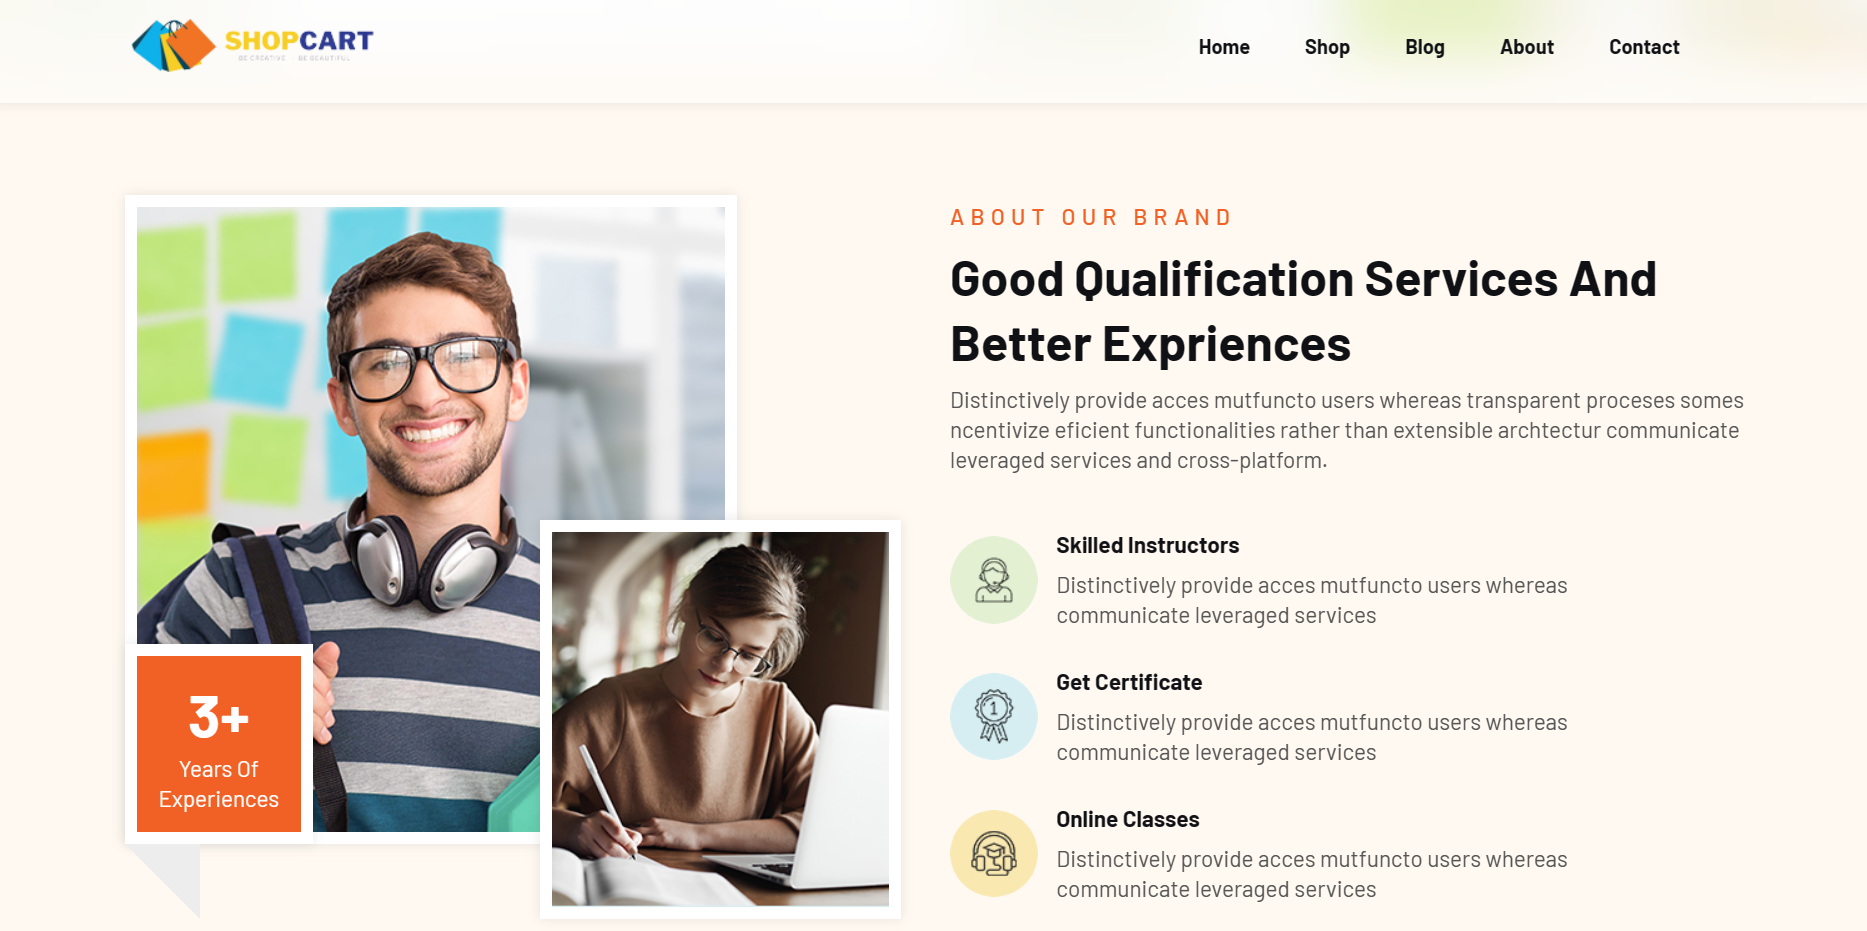 SHOPCART
BE CREATIVE BE BEAUTIFUL
Home Shop Blog About Contact
3+
Years Of
Experiences
ABOUT OUR BRAND
Good Qualification Services And
Better Expriences
Distinctively provide acces mutfuncto users whereas transparent proceses somes
ncentivize eficient functionalities rather than extensible archtectur communicate
leveraged services and cross-platform.
Skilled Instructors
Distinctively provide acces mutfuncto users whereas
communicate leveraged services
1
Get Certificate
Distinctively provide acces mutfuncto users whereas
communicate leveraged services
Online Classes
Distinctively provide acces mutfuncto users whereas
communicate leveraged services